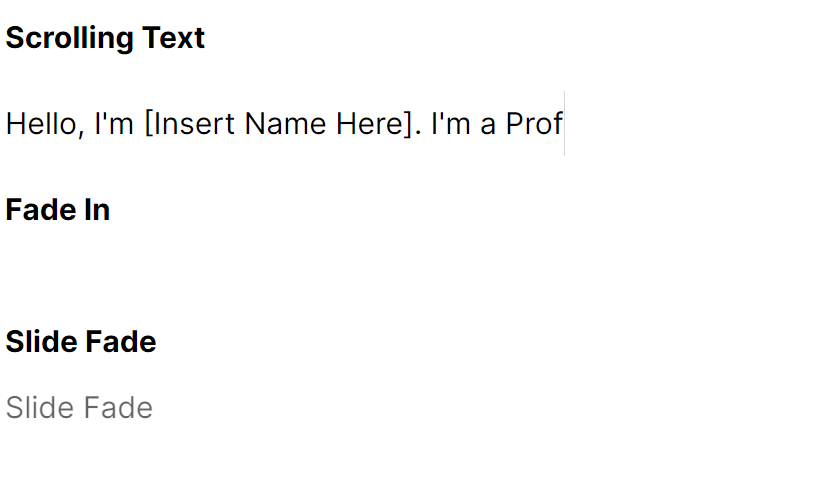 Scrolling Text
Hello, I'm [Insert Name Here]. I'm a Prof
Fade In
Slide Fade
Slide Fade